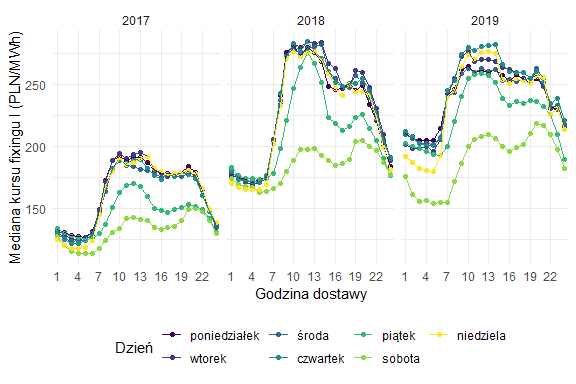 2017 2018 2019
Mediana kursu fixingu I (PLN/MWh)
250
200
150
1 4 7 10 13 16 19 22 1 4 7 10 13 16 19 22 1 4 7 10 13 16 19 22
Godzina dostawy
Dzień
poniedziałek środa piątek niedziela
wtorek czwartek sobota